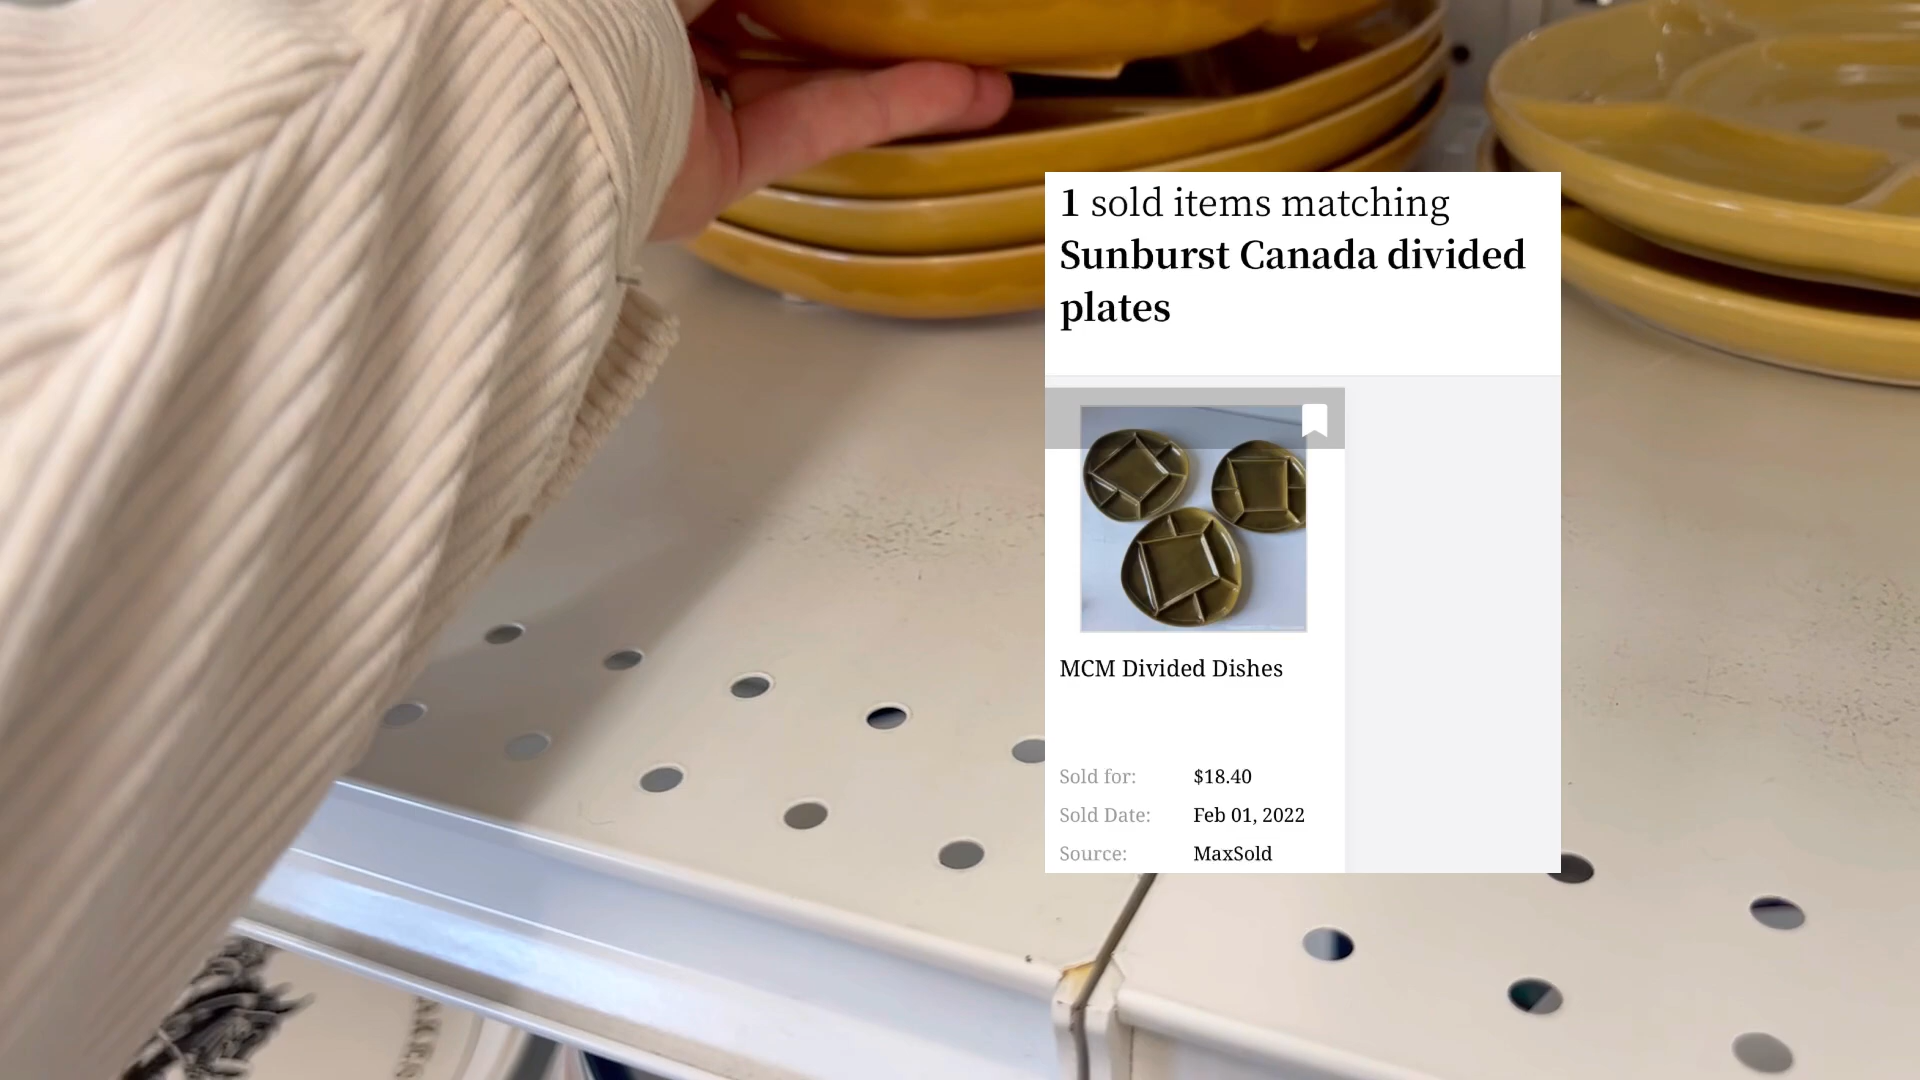 1 sold items matching
Sunburst Canada divided
plates
MCM Divided Dishes
Sold for: $18.40
Sold Date: Feb 01, 2022
Source: MaxSold